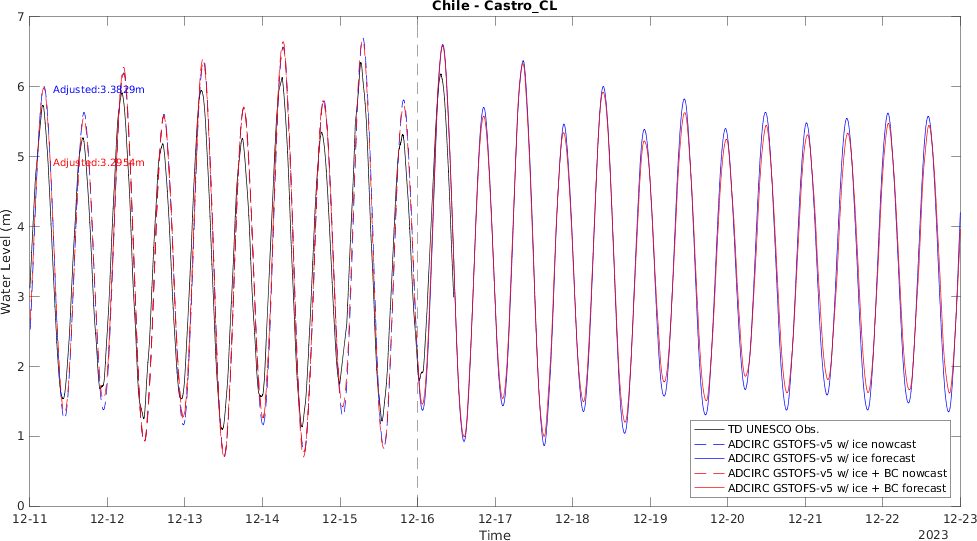 Chile - Castro_CL
7
6
5
4
3
2
1
0
Water Level (m)
Adjusted:3.3829m
Adjusted:3.2954m
TD UNESCO Obs.
ADCIRC GSTOFS-v5 w/ ice nowcast
ADCIRC GSTOFS-v5 w/ ice forecast
ADCIRC GSTOFS-v5 w/ ice + BC nowcast
ADCIRC GSTOFS-v5 w/ ice + BC forecast
12-11 12-12 12-13 12-14 12-15 12-16 12-17 12-18 12-19 12-20 12-21 12-22 12-23
Time
2023